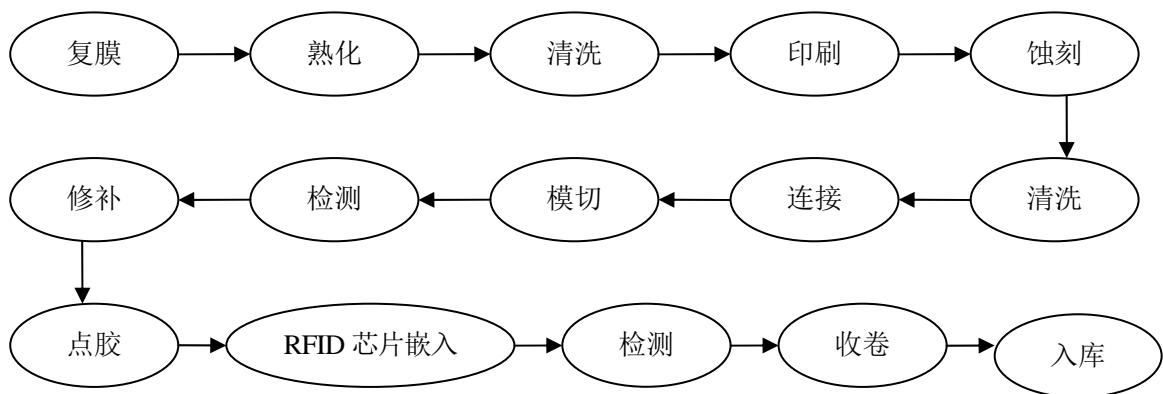 复膜 熟化 清洗 印刷 蚀刻
修补 检测 模切 连接 清洗
点胶 RFID 芯片嵌入 检测 收卷 入库